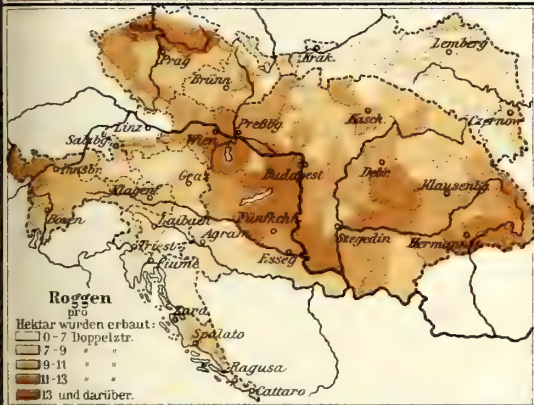 Krak.
Lemberg
Prag
Brünn
Czernow.
Kasch.
Linz
Preßbg
Salzbg
Wien
Innsbr.
Budapest
Debr.
Klausenbg.
Graz
Klagenf.
Bozen
Fünfkch.
Laibach
Agram
Szegedin
Hermann
Triest
Fiume
Esseg
Zara
Spalato
Ragusa
Cattaro
Roggen
pro
Hektar wurden erbaut:
0-7 Doppelztr.
7-9 " "
9-11 " "
11-13 " "
13 und darüber.